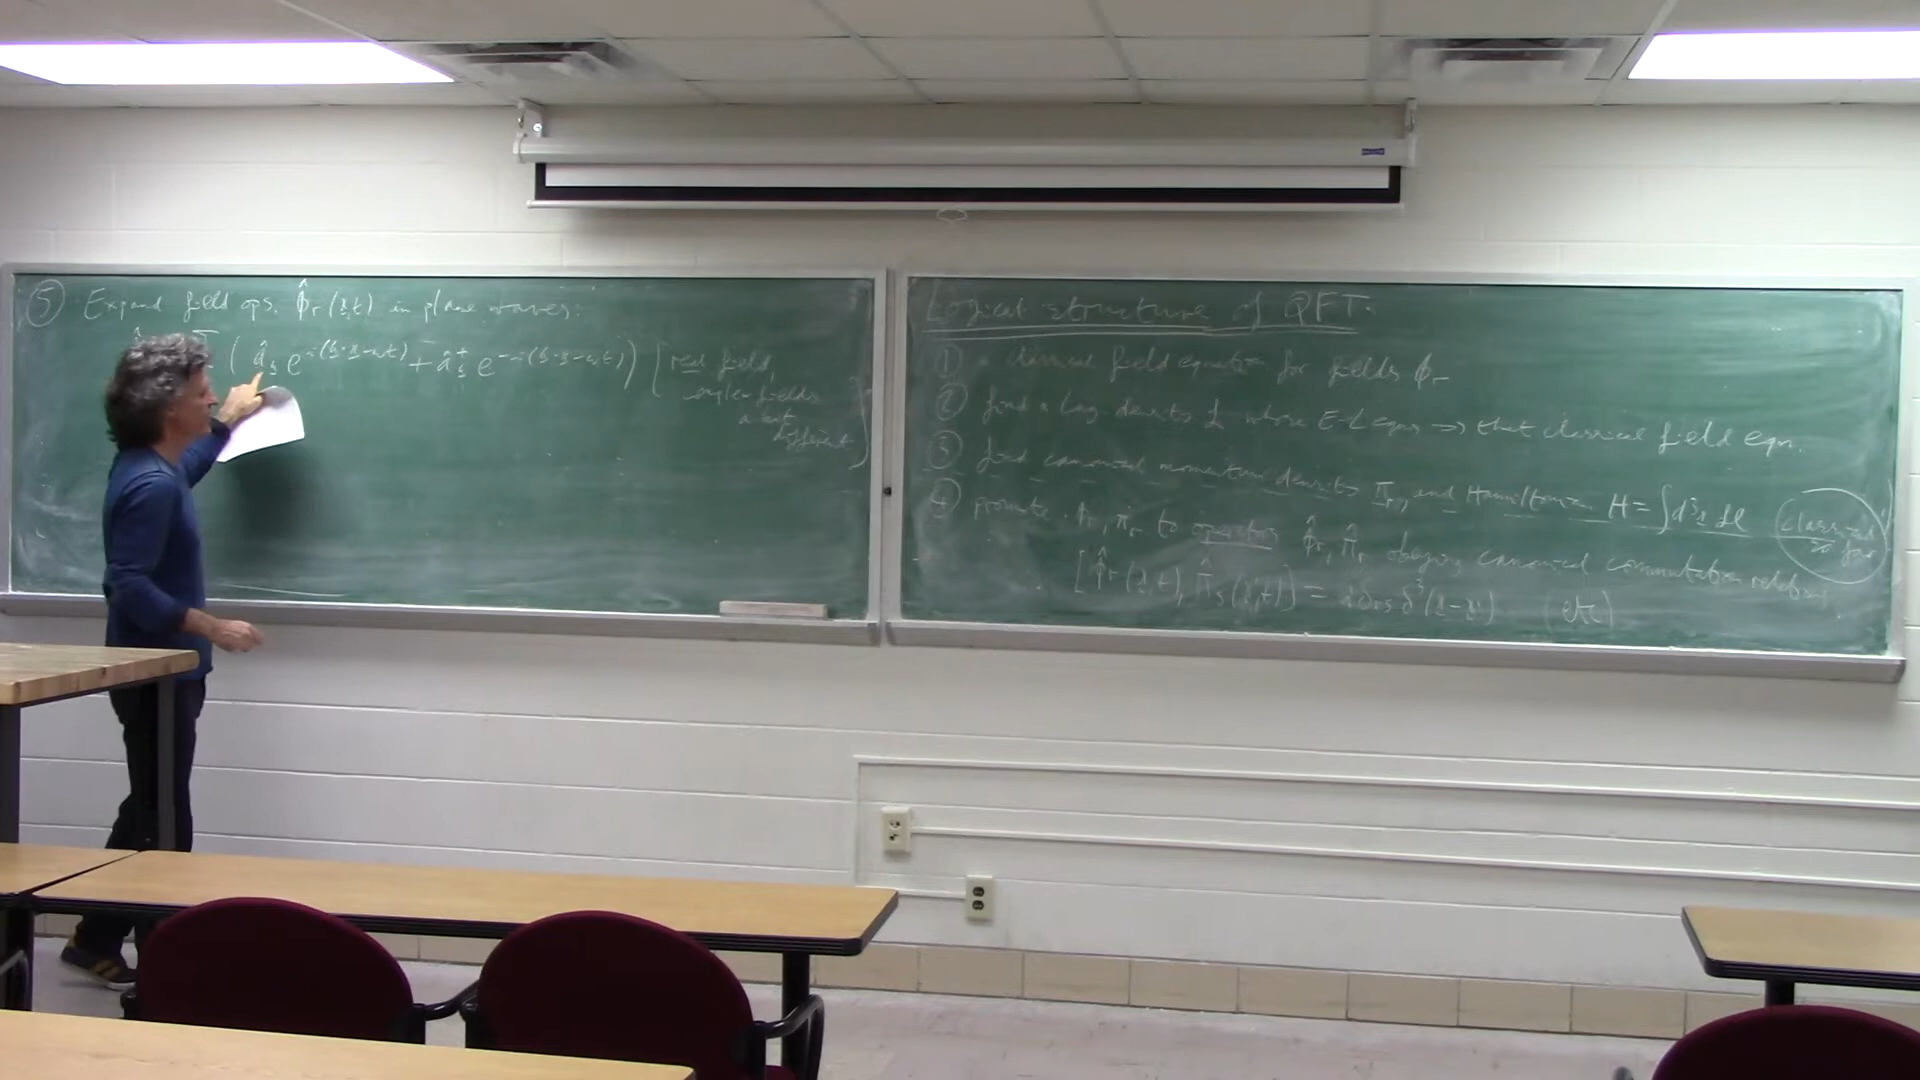 ⑤ Expand field ops. φ̂r(x,t) in plane waves:
Σ ( âk e^i(k·x-ωt) + âk† e^-i(k·x-ωt) ) [real field,
complex fields
a bit
different]
Logical structure of QFT.
① a classical field equation for fields φr
② find a Lag density ℒ whose E-L eqns → that classical field eqn.
③ find canonical momentum density πr, and Hamiltonian H = ∫d³x ℋ
classical so far
④ promote φr, πr to operators φ̂r, π̂r obeying canonical commutation relations
[φ̂r(x,t), π̂s(x',t)] = iδrs δ³(x-x') (etc)